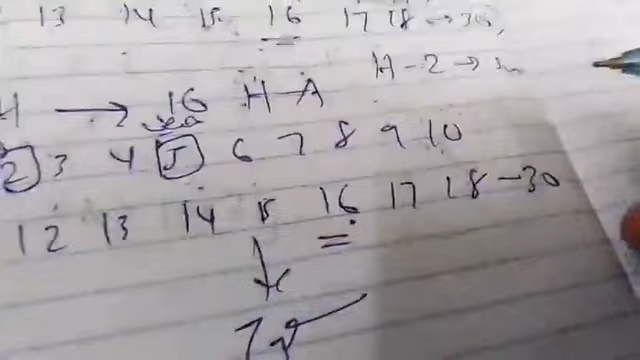 13 14 15 16 17 18 → 30
H-2 →
H → 16 H-A
2 3 4 5 6 7 8 9 10
12 13 14 15 16 17 18 → 30